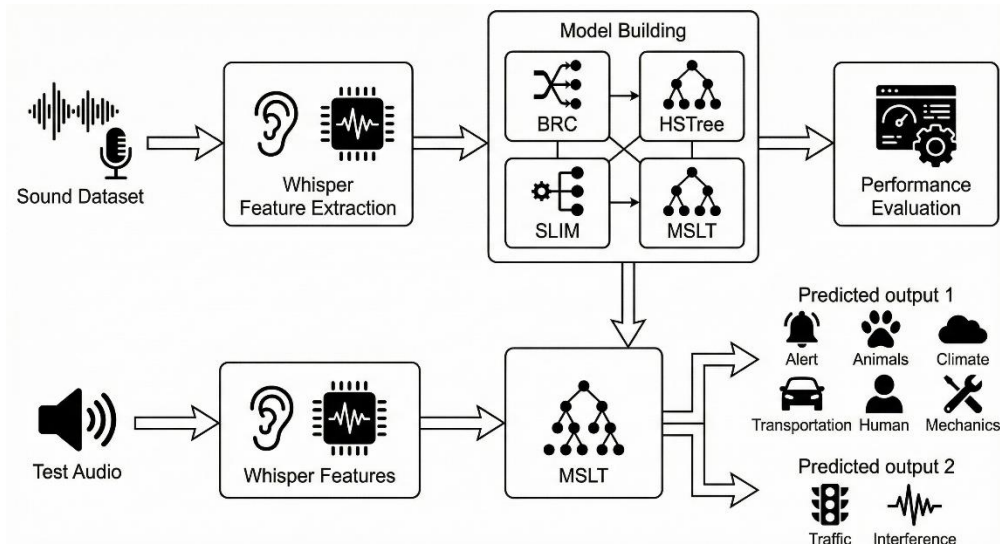 Model Building
BRC
HSTree
SLIM
MSLT
Sound Dataset
Whisper
Feature Extraction
Performance
Evaluation
Predicted output 1
Alert
Animals
Climate
Transportation
Human
Mechanics
Test Audio
Whisper Features
MSLT
Predicted output 2
Traffic
Interference